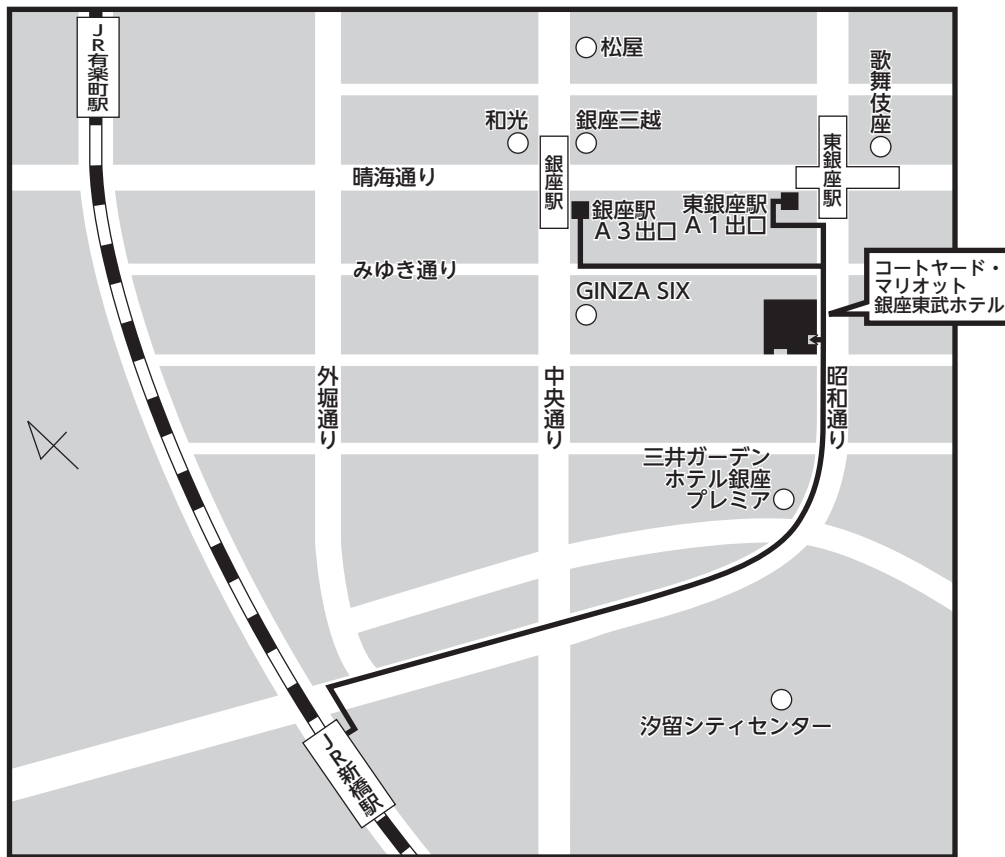 JR有楽町駅
松屋
歌舞伎座
和光
銀座三越
銀座駅
東銀座駅
晴海通り
銀座駅
A3出口
東銀座駅
A1出口
みゆき通り
GINZA SIX
コートヤード・
マリオット
銀座東武ホテル
外堀通り
中央通り
昭和通り
三井ガーデン
ホテル銀座
プレミア
汐留シティセンター
JR新橋駅